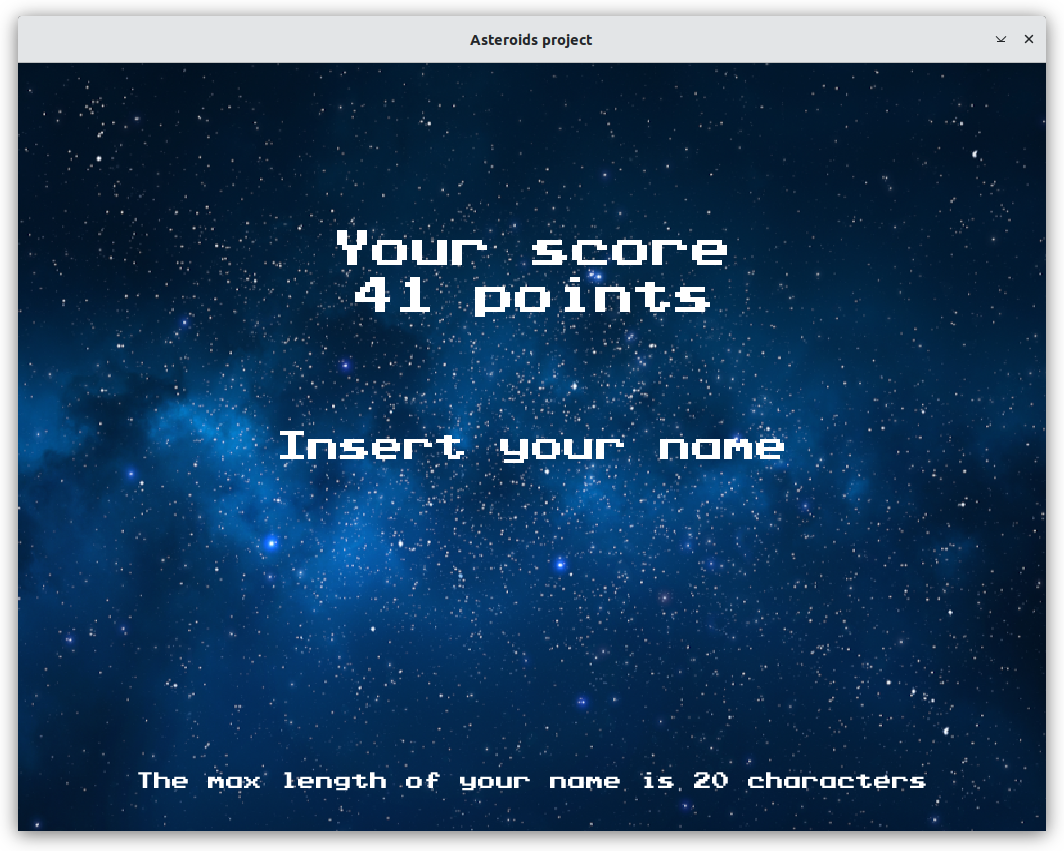 Asteroids project
Your score
41 points
Insert your name
The max length of your name is 20 characters